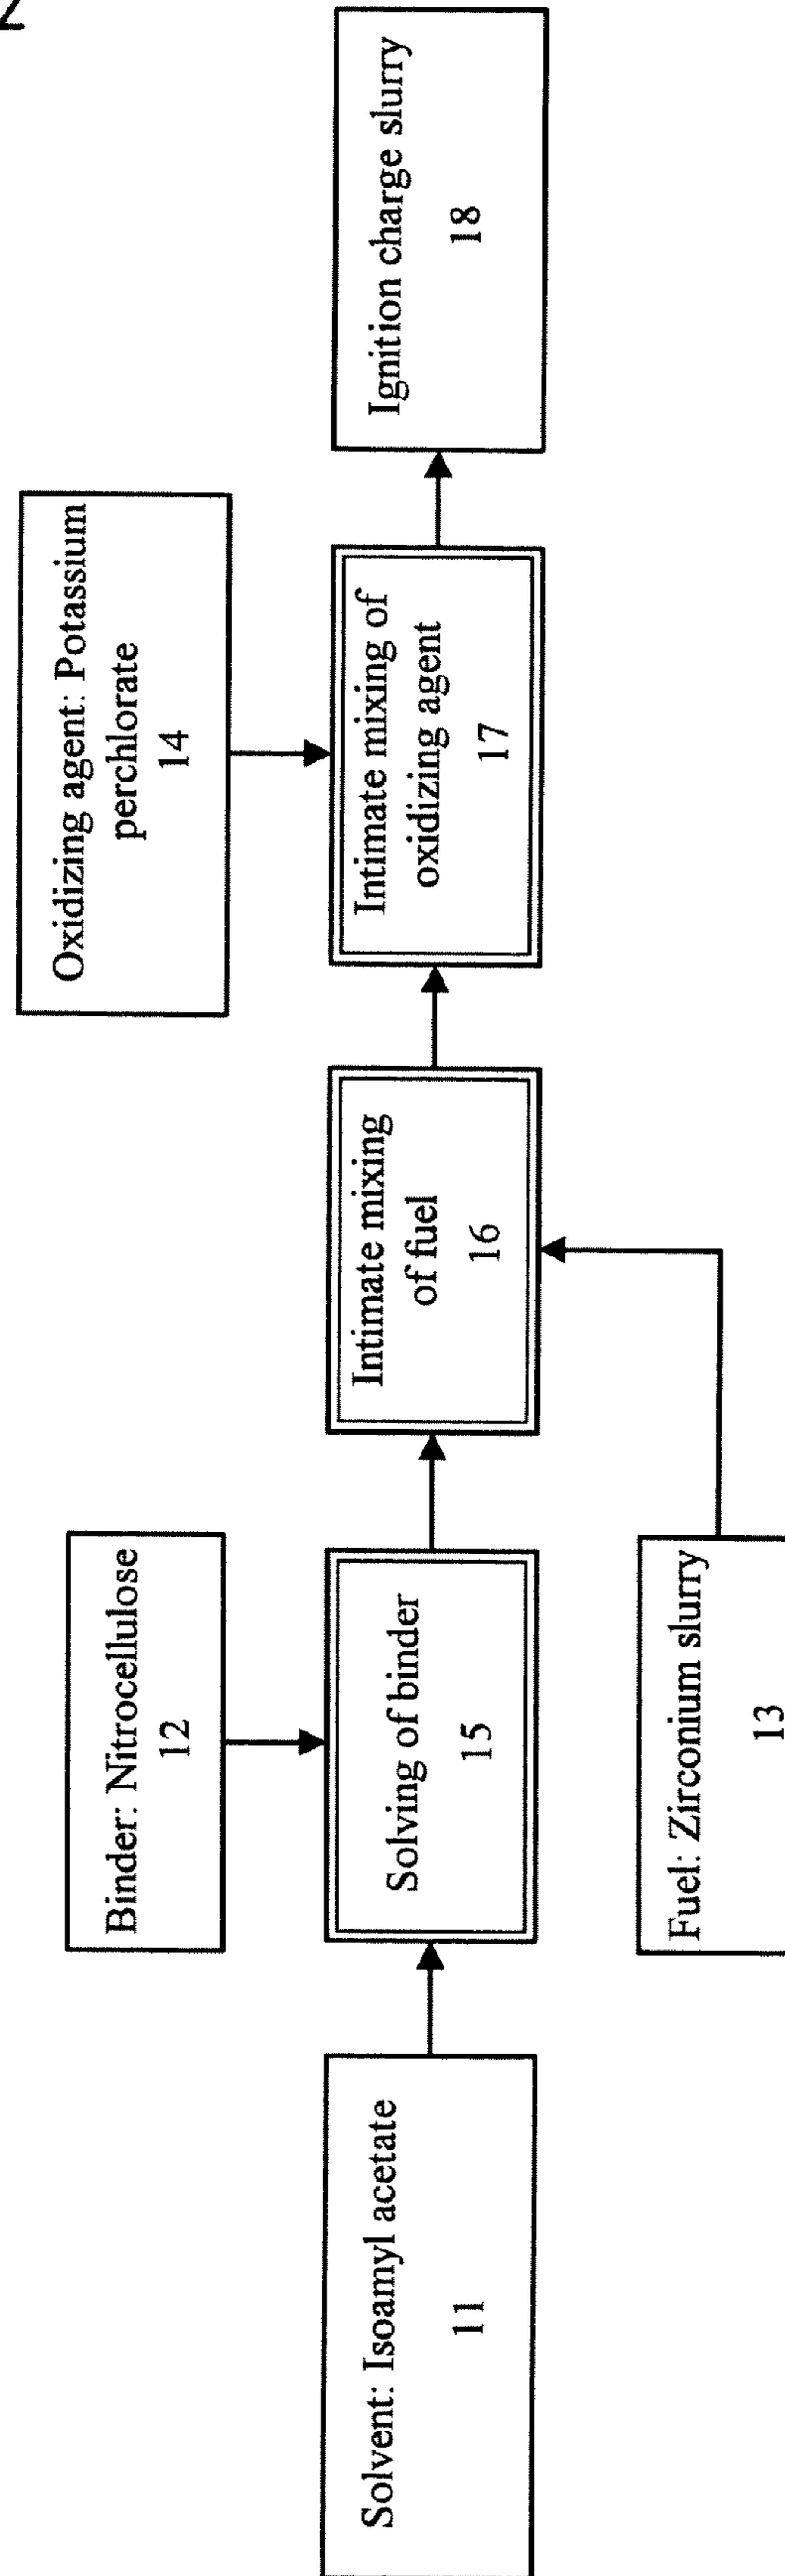 Solvent: Isoamyl acetate
11
Binder: Nitrocellulose
12
Solving of binder
15
Fuel: Zirconium slurry
13
Intimate mixing
of fuel
16
Oxidizing agent: Potassium
perchlorate
14
Intimate mixing of
oxidizing agent
17
Ignition charge slurry
18